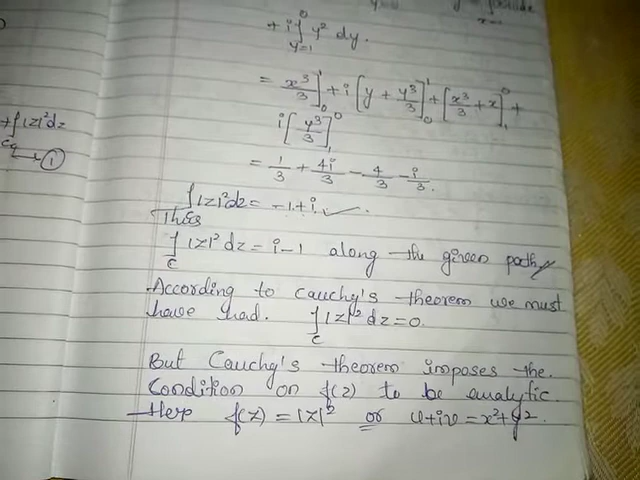 + i∫ y² dy.
y=1
0
= x³/3]₀¹ + i[y + y³/3]₀¹ + [x³/3 + x]₁⁰ +
i[y³/3]₁⁰
+∫|z|²dz
C₄
①
= 1/3 + 4i/3 - 4/3 - i/3.
∫|z|²dz = -1+i ✓.
Thus
∫|z|² dz = i-1 along the given path
C
According to Cauchy's theorem we must
have had. ∫|z|² dz = 0.
C
But Cauchy's theorem imposes the
Condition on f(z) to be analytic.
Here f(z) = |z|² or u+iv = x²+y².